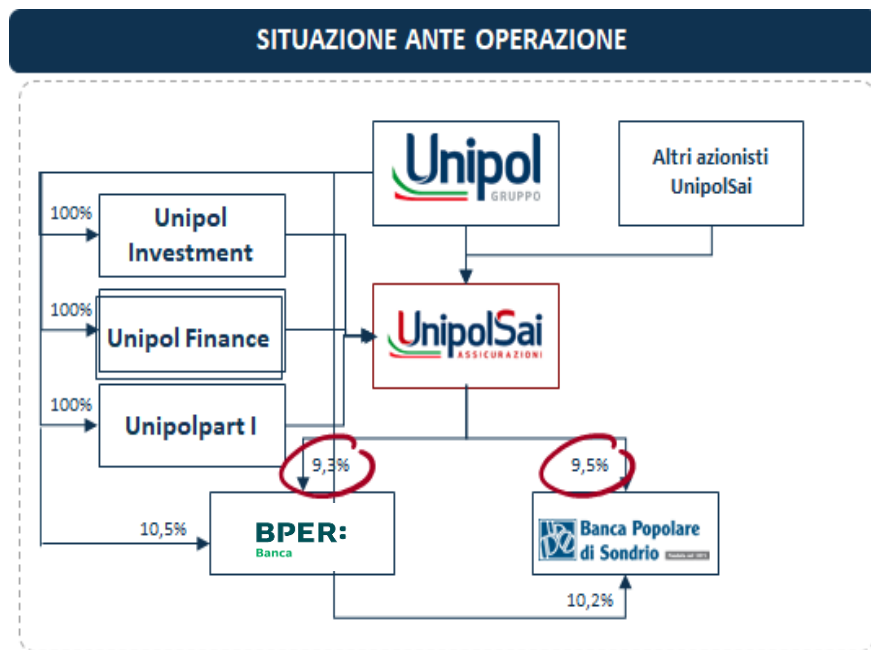 SITUAZIONE ANTE OPERAZIONE
Unipol
GRUPPO
Altri azionisti
UnipolSai
100%
Unipol
Investment
100%
Unipol Finance
UnipolSai
ASSICURAZIONI
100%
Unipolpart I
9,3%
9,5%
10,5%
BPER:
Banca
Banca Popolare
di Sondrio
10,2%